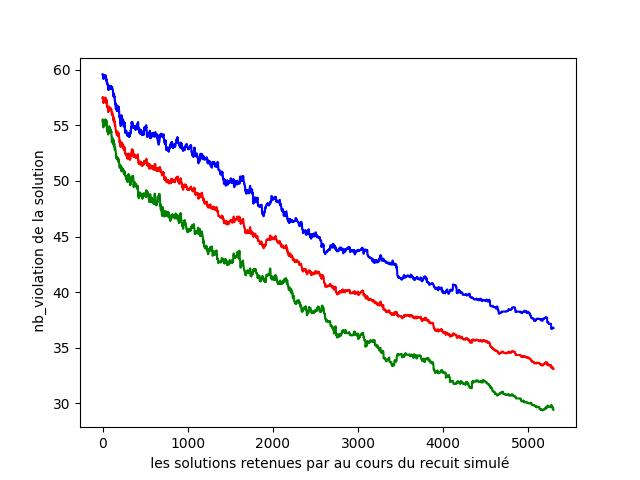 60
55
50
45
40
35
30
nb_violation de la solution
0 1000 2000 3000 4000 5000
les solutions retenues par au cours du recuit simulé